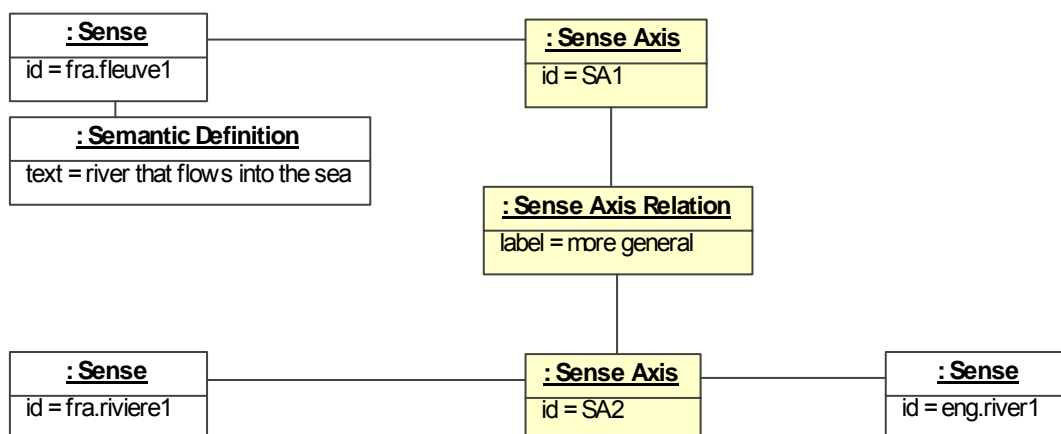 : Sense
id = fra.fleuve1
: Sense Axis
id = SA1
: Semantic Definition
text = river that flows into the sea
: Sense Axis Relation
label = more general
: Sense
id = fra.riviere1
: Sense Axis
id = SA2
: Sense
id = eng.river1